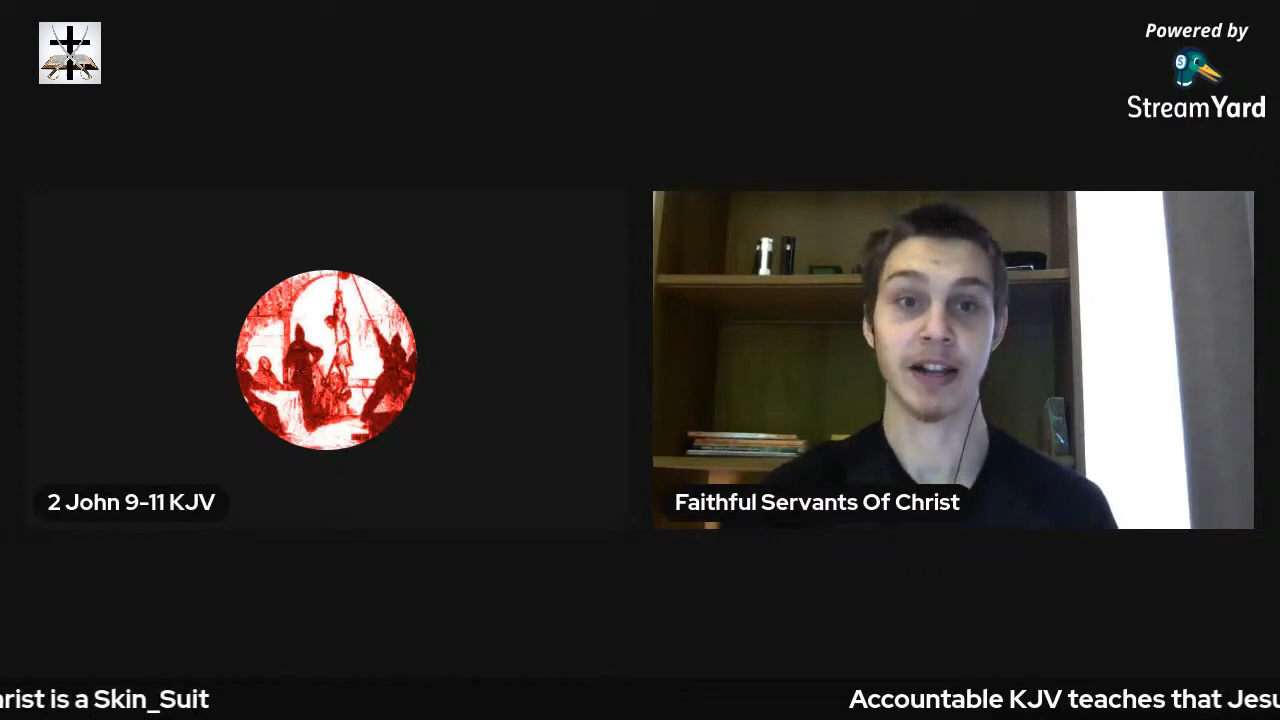 Powered by
StreamYard
2 John 9-11 KJV
Faithful Servants Of Christ
rist is a Skin_Suit
Accountable KJV teaches that Jesu